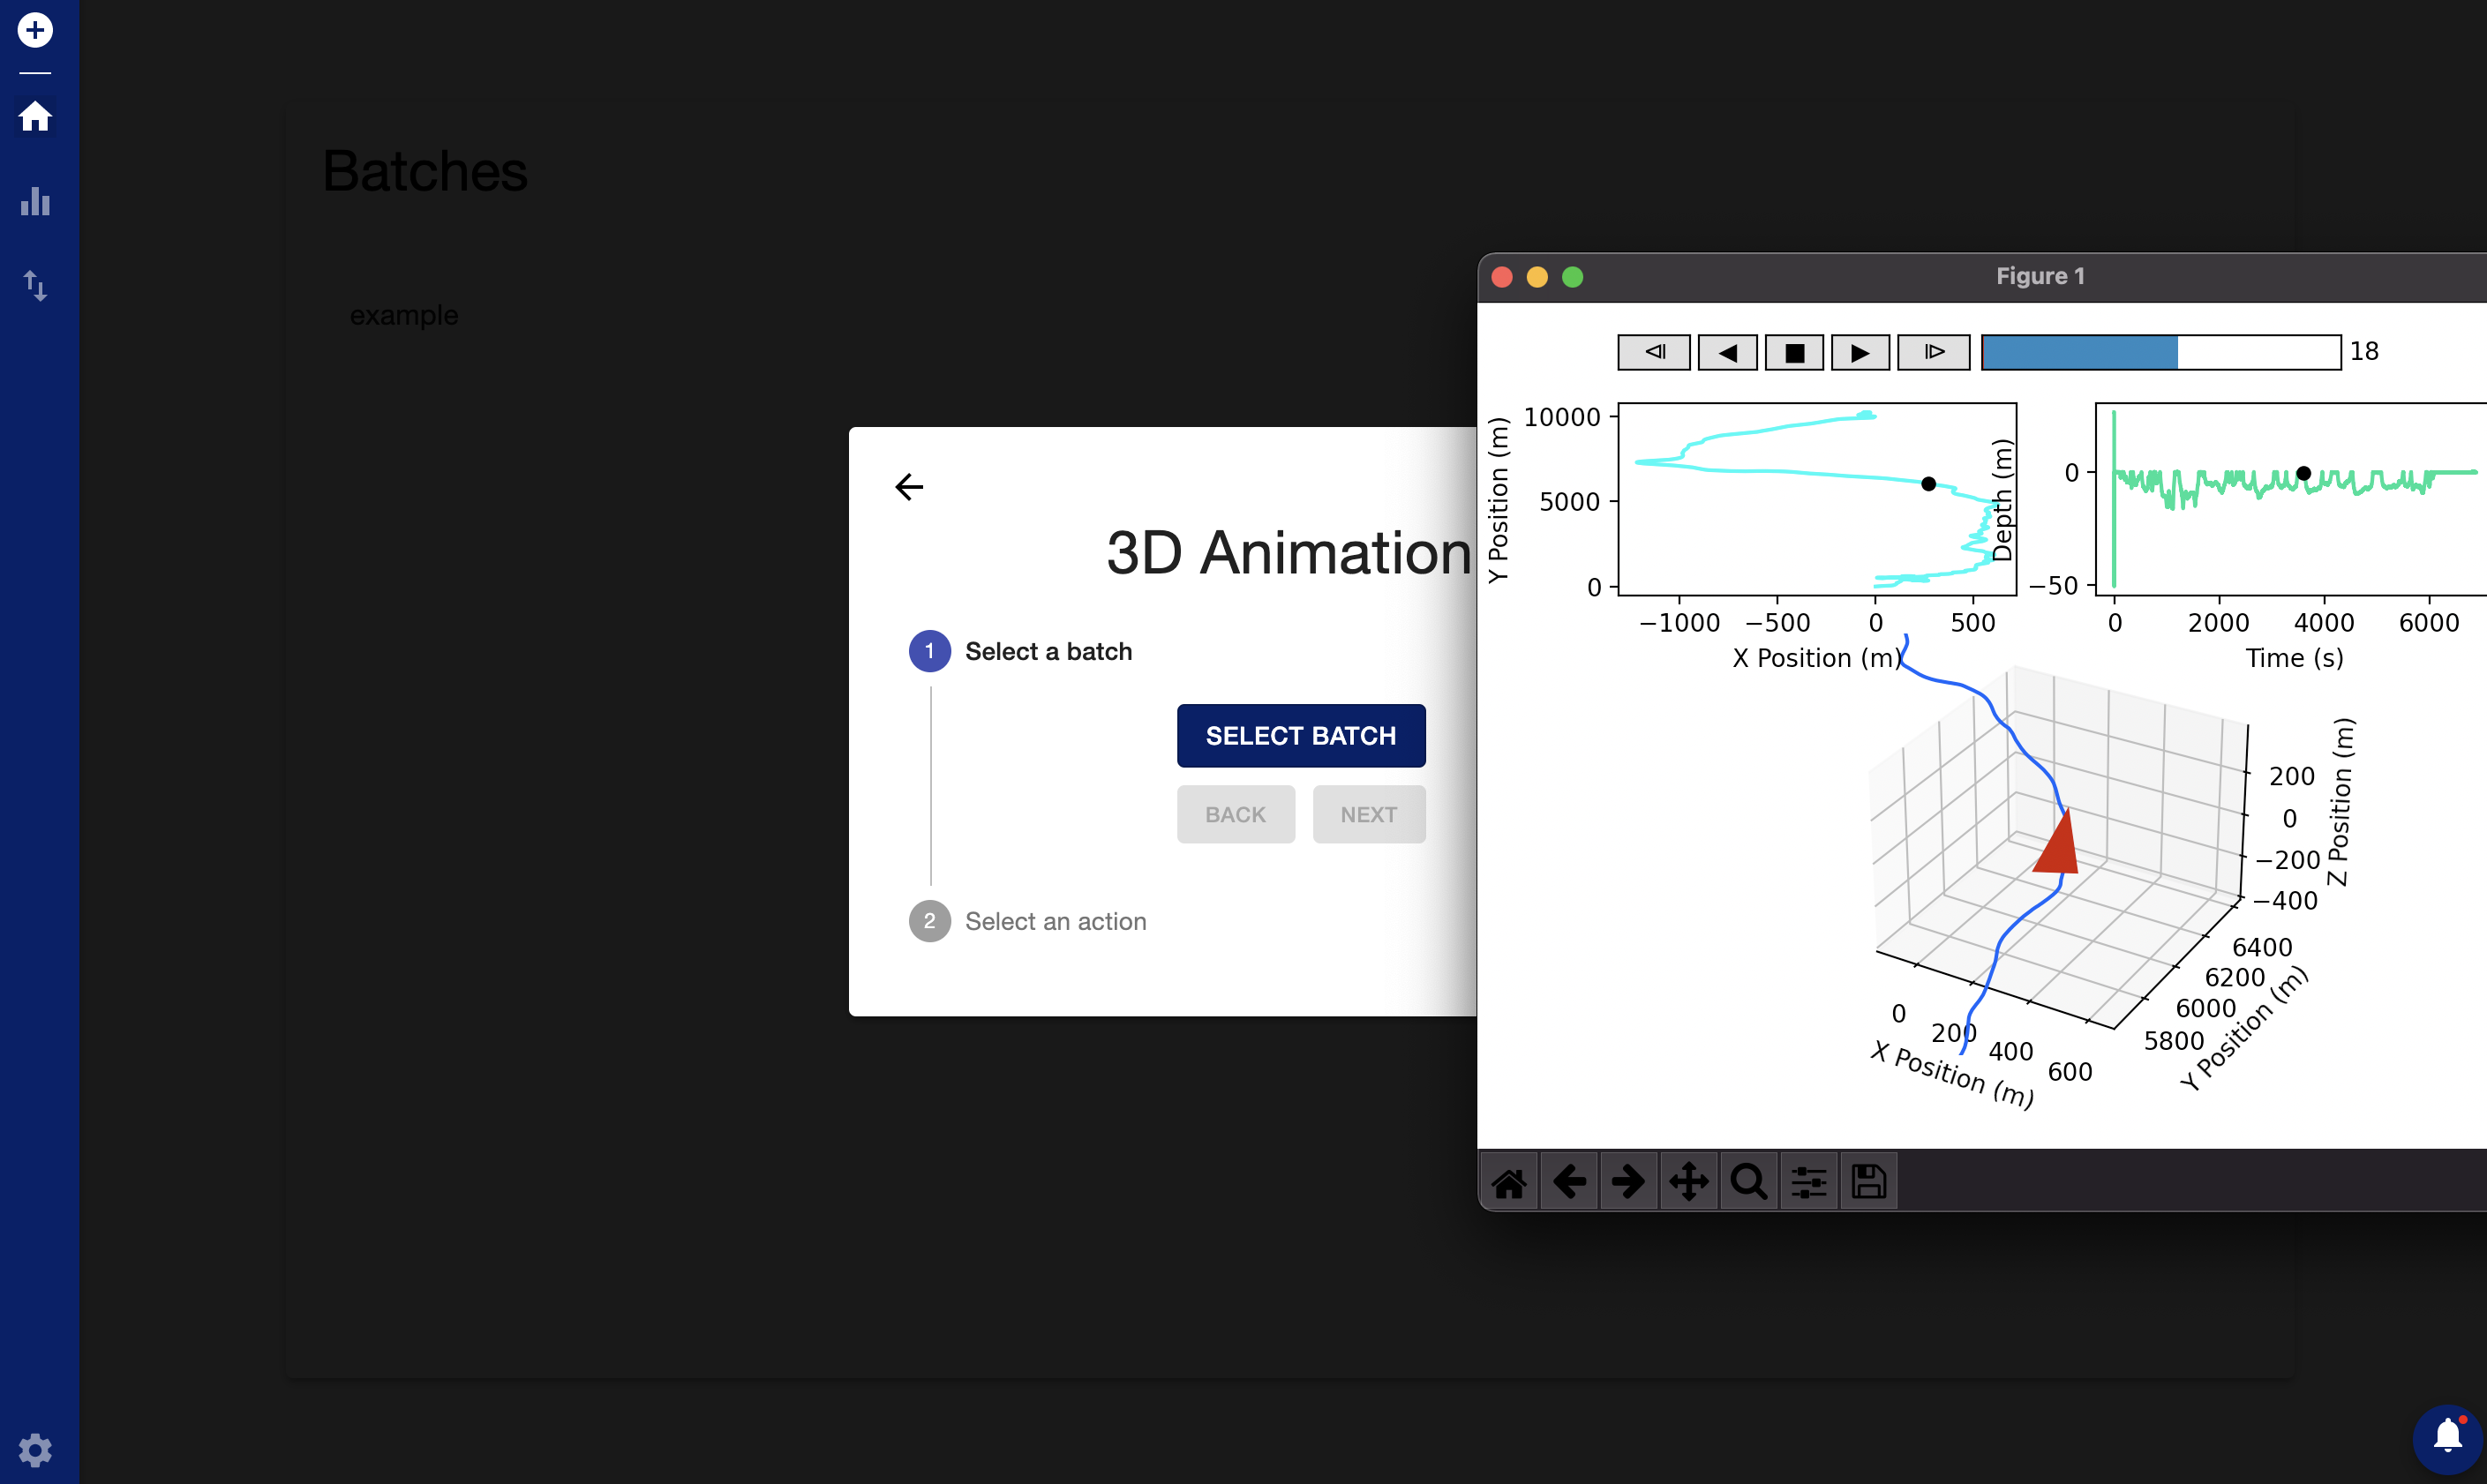 Batches
example
3D Animation
1 Select a batch
SELECT BATCH
BACK NEXT
2 Select an action
Figure 1
18
Y Position (m)
10000
5000
0
−1000 −500 0 500
X Position (m)
Depth (m)
0
−50
0 2000 4000 6000
Time (s)
200
0
−200
−400
Z Position (m)
6400
6200
6000
5800
Y Position (m)
0
200
400
600
X Position (m)